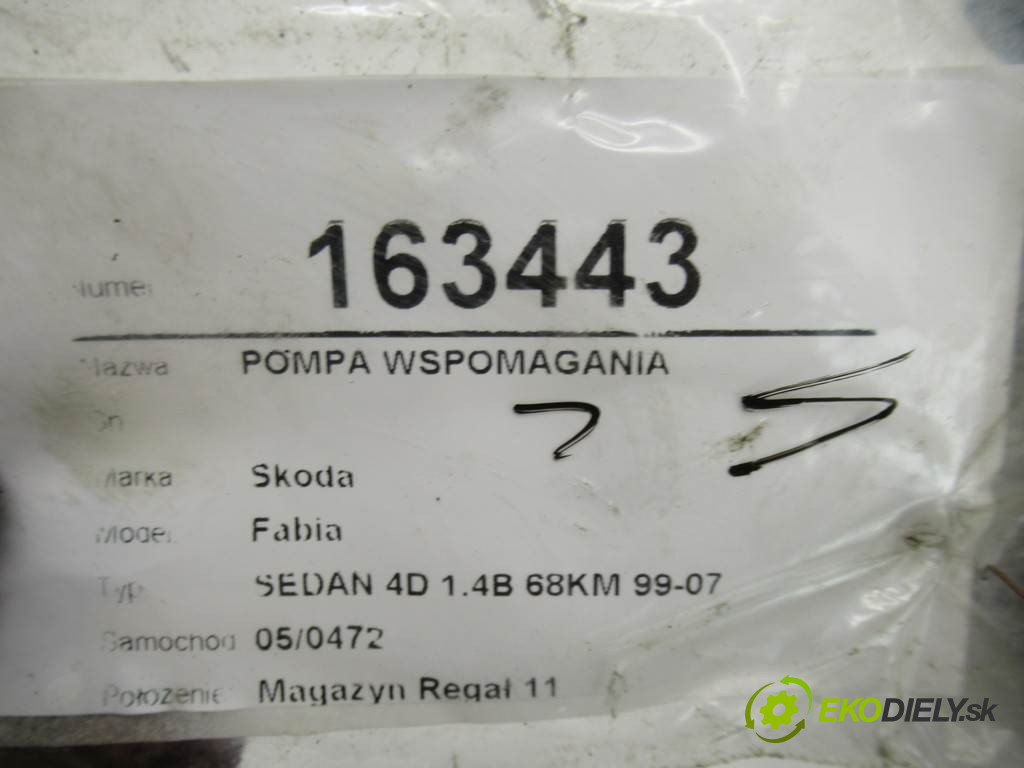 Numer 163443
Nazwa POMPA WSPOMAGANIA
Marka Skoda
Model Fabia
Typ SEDAN 4D 1.4B 68KM 99-07
Samochod 05/0472
Położenie Magazyn Regał 11
EKODIELY.sk